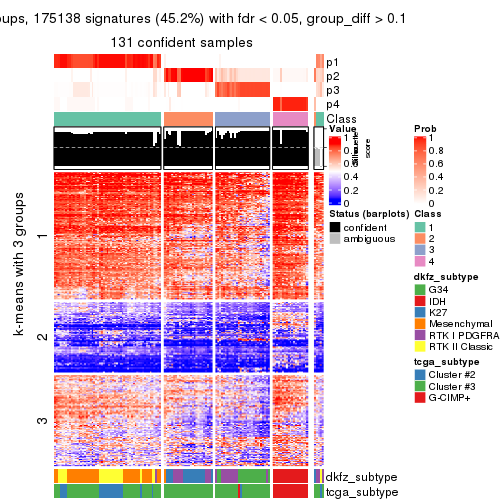 oups, 175138 signatures (45.2%) with fdr < 0.05, group_diff > 0.1
131 confident samples
p1
p2
p3
p4
Class
k-means with 3 groups
1
2
3
dkfz_subtype
tcga_subtype
Value
1
0.8
0.6
0.4
0.2
0
Silhouette
score
Status (barplots)
confident
ambiguous
Prob
1
0.8
0.6
0.4
0.2
0
Class
1
2
3
4
dkfz_subtype
G34
IDH
K27
Mesenchymal
RTK I PDGFRA
RTK II Classic
tcga_subtype
Cluster #2
Cluster #3
G-CIMP+